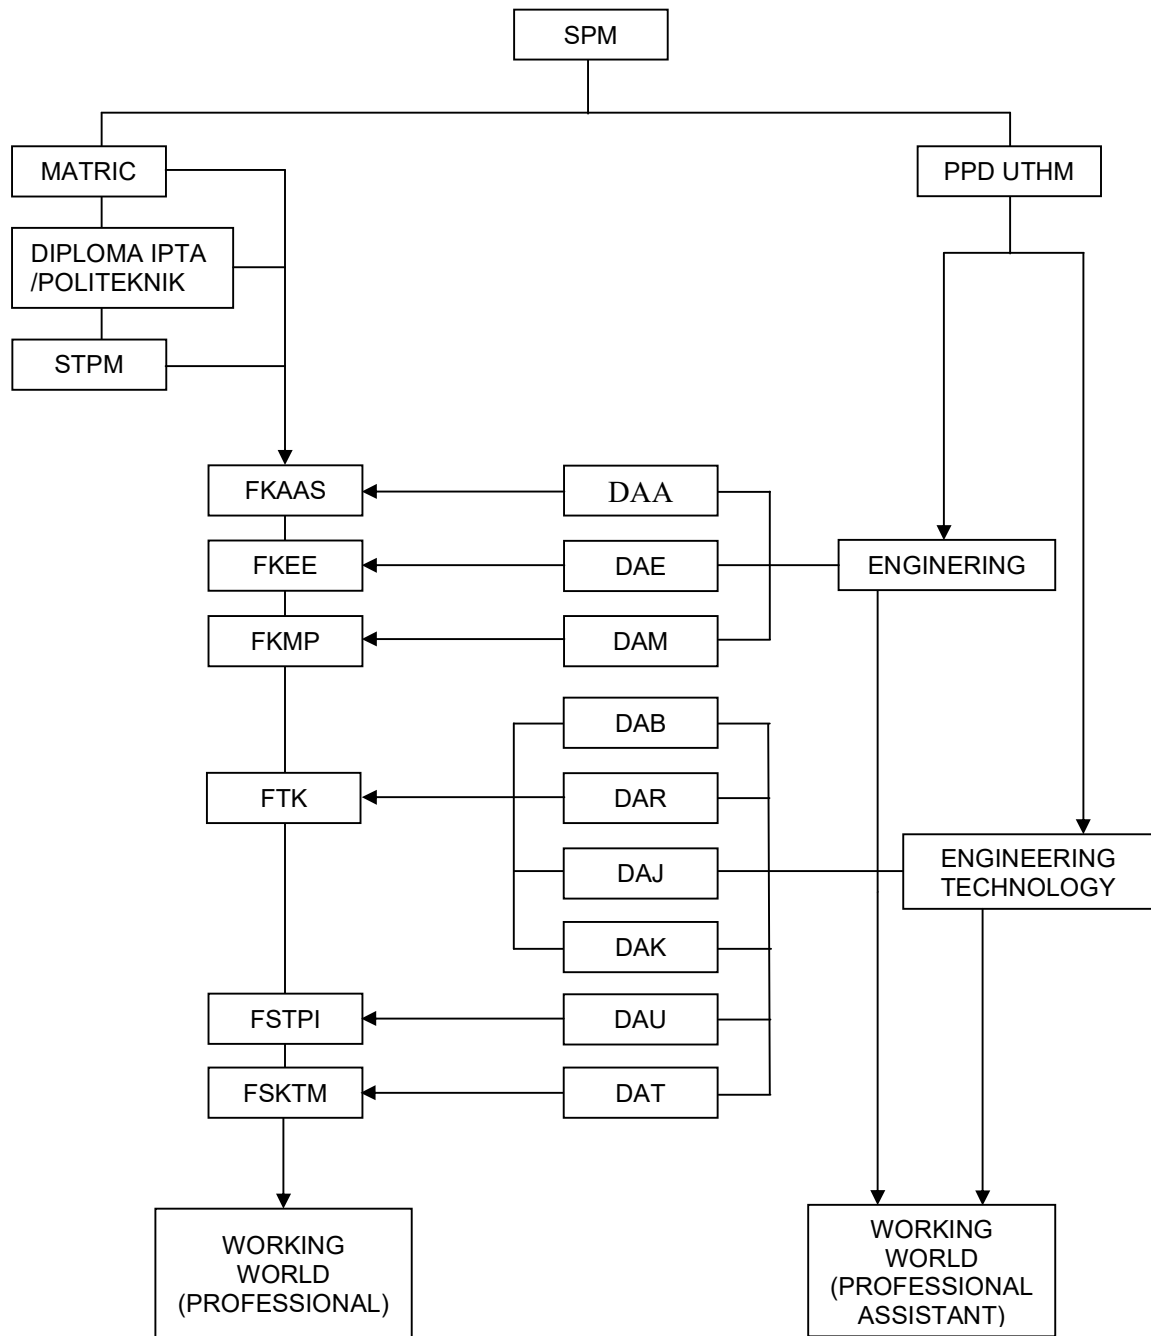 SPM
MATRIC
PPD UTHM
DIPLOMA IPTA
/POLITEKNIK
STPM
FKAAS
DAA
FKEE
DAE
ENGINERING
FKMP
DAM
DAB
FTK
DAR
DAJ
ENGINEERING
TECHNOLOGY
DAK
FSTPI
DAU
FSKTM
DAT
WORKING
WORLD
(PROFESSIONAL)
WORKING
WORLD
(PROFESSIONAL
ASSISTANT)